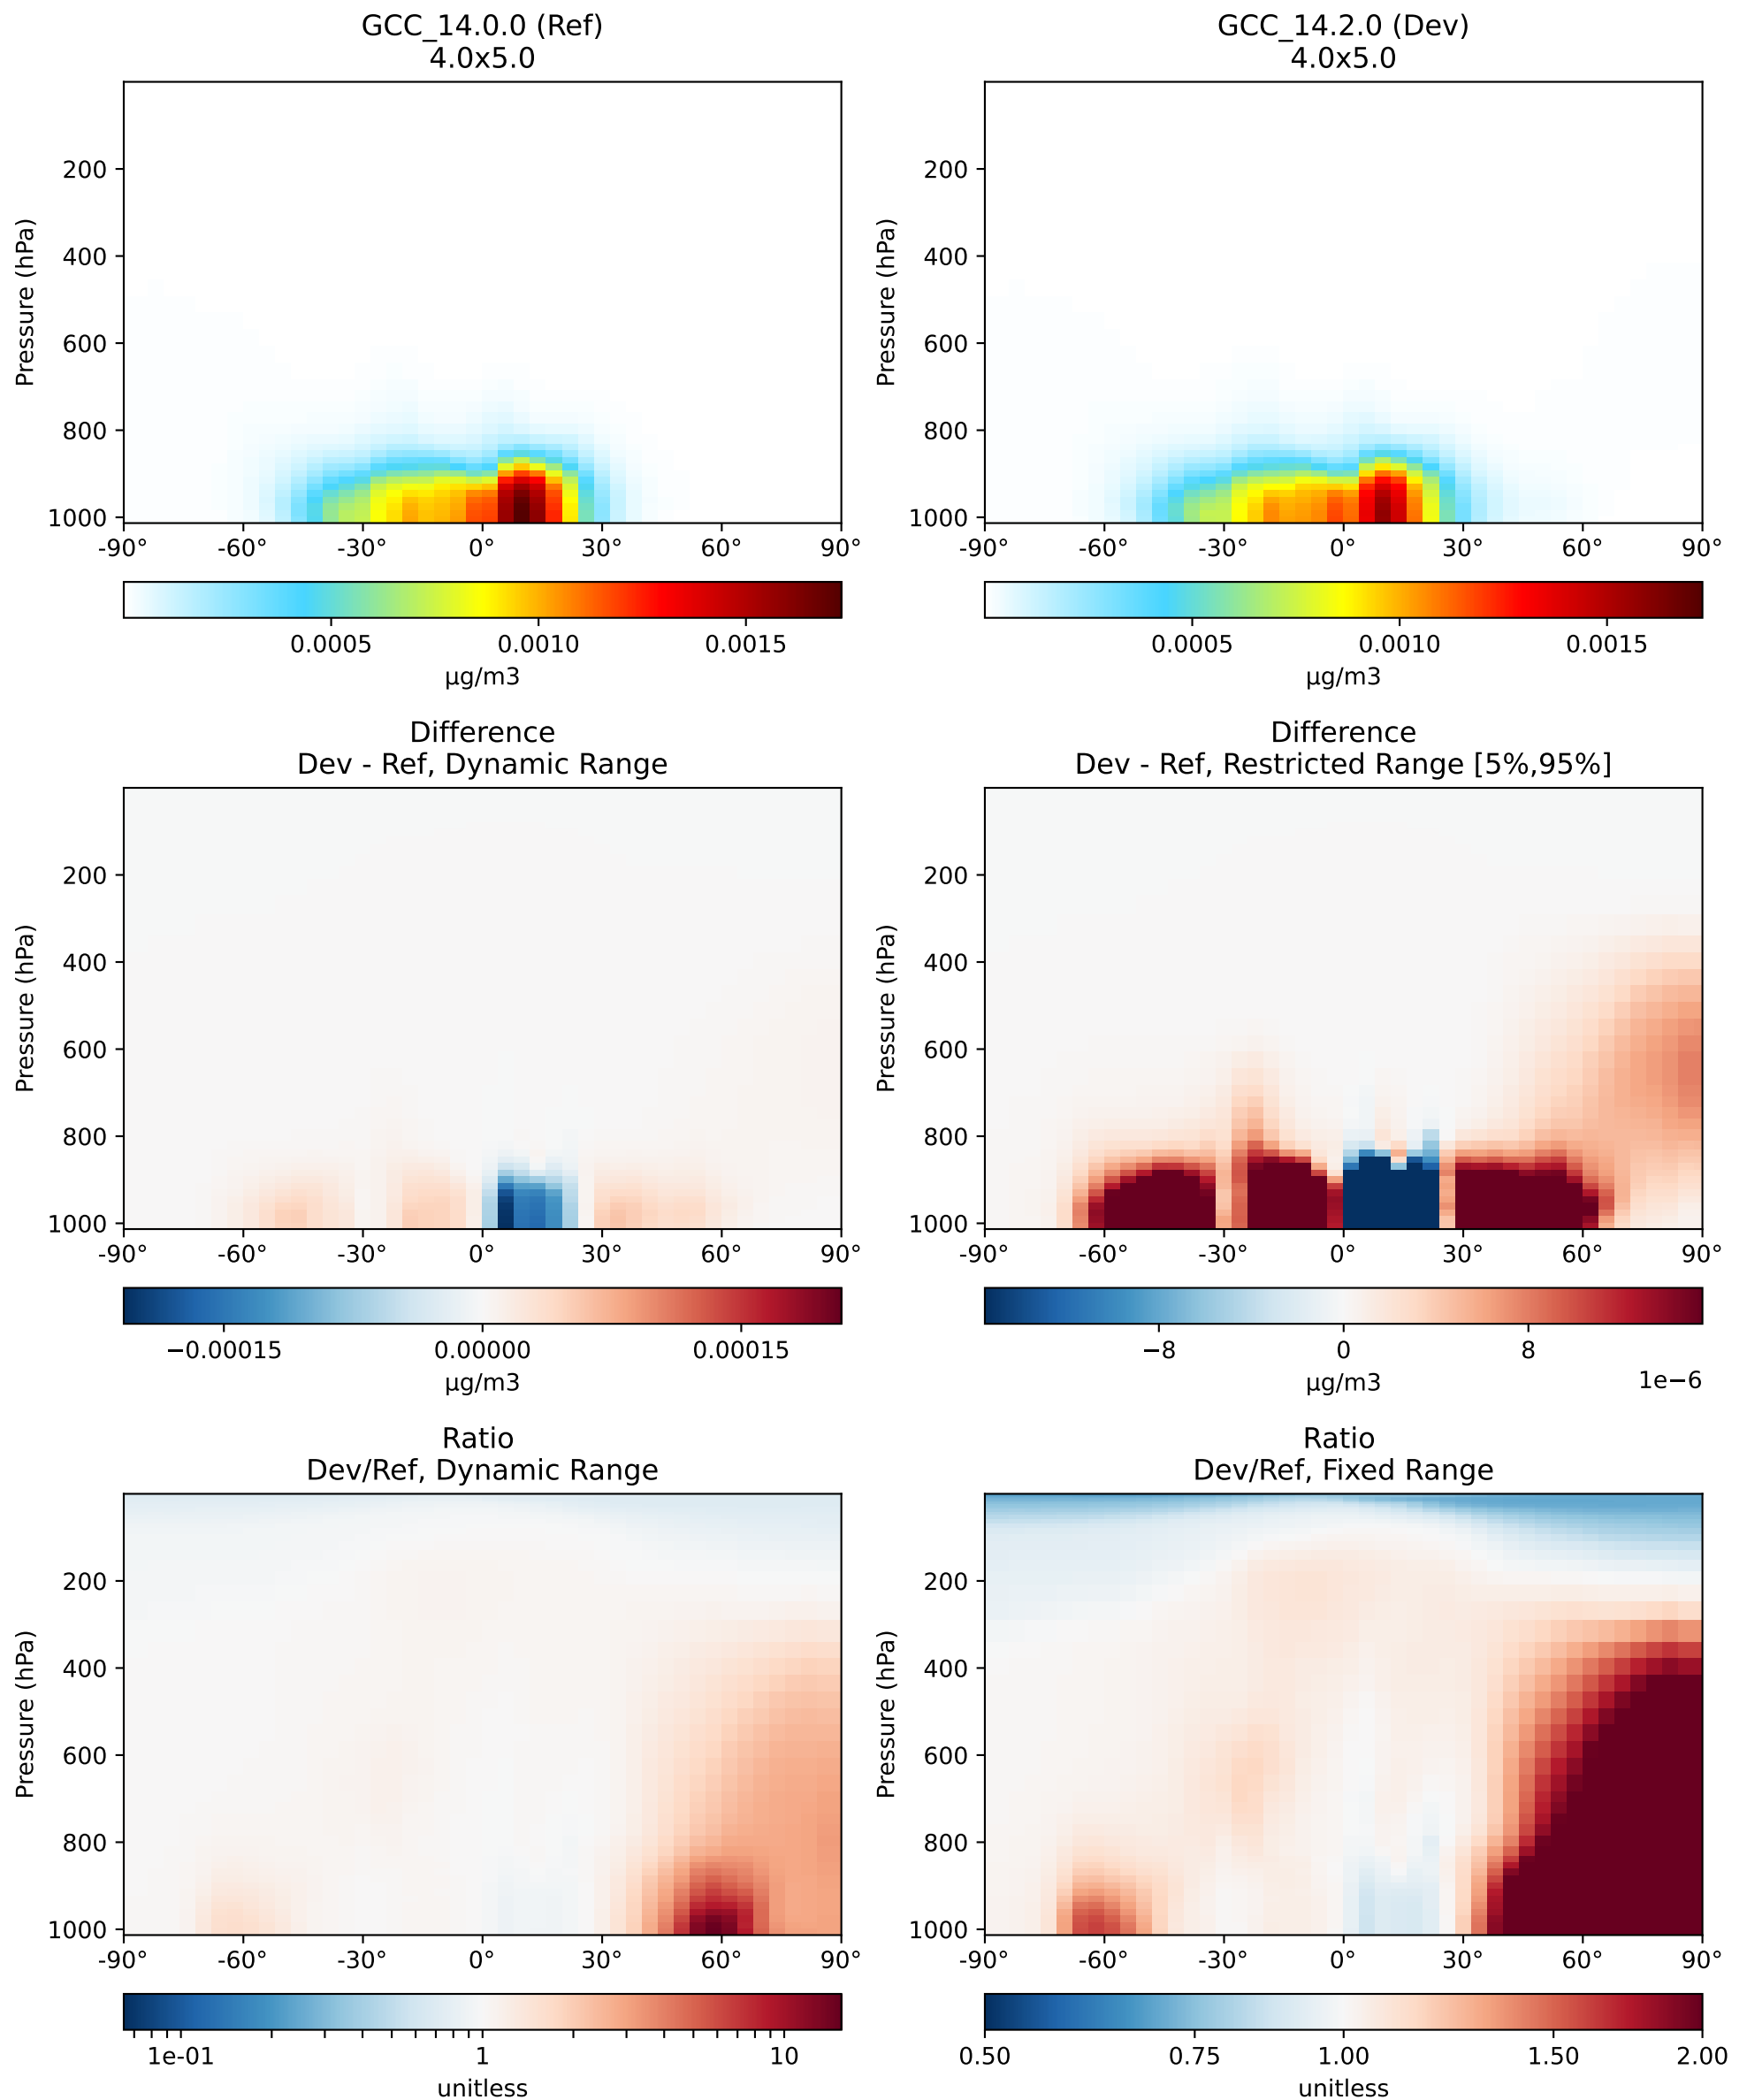 GCC_14.0.0 (Ref)
4.0x5.0
GCC_14.2.0 (Dev)
4.0x5.0
Pressure (hPa)
200
400
600
800
1000
-90° -60° -30° 0° 30° 60° 90°
0.0005 0.0010 0.0015
µg/m3
Pressure (hPa)
200
400
600
800
1000
-90° -60° -30° 0° 30° 60° 90°
0.0005 0.0010 0.0015
µg/m3
Difference
Dev - Ref, Dynamic Range
Pressure (hPa)
200
400
600
800
1000
-90° -60° -30° 0° 30° 60° 90°
−0.00015 0.00000 0.00015
µg/m3
Difference
Dev - Ref, Restricted Range [5%,95%]
Pressure (hPa)
200
400
600
800
1000
-90° -60° -30° 0° 30° 60° 90°
−8 0 8
µg/m3
1e−6
Ratio
Dev/Ref, Dynamic Range
Pressure (hPa)
200
400
600
800
1000
-90° -60° -30° 0° 30° 60° 90°
1e-01 1 10
unitless
Ratio
Dev/Ref, Fixed Range
Pressure (hPa)
200
400
600
800
1000
-90° -60° -30° 0° 30° 60° 90°
0.50 0.75 1.00 1.50 2.00
unitless